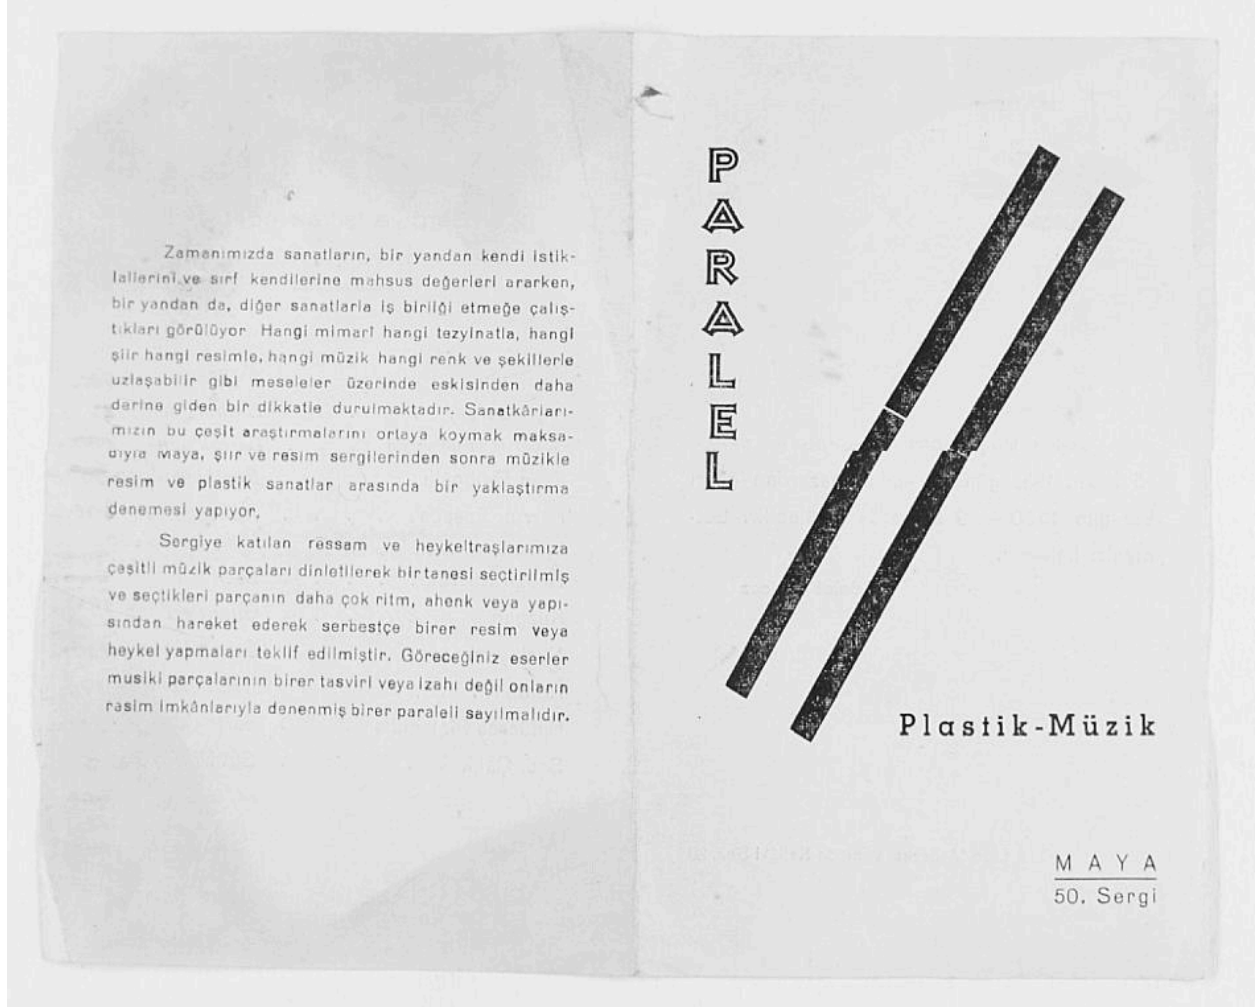 Zamanımızda sanatların, bir yandan kendi istik-
lallerini ve sırf kendilerine mahsus değerleri ararken,
bir yandan da, diğer sanatlarla iş birliği etmeğe çalış-
tıkları görülüyor Hangi mimarî hangi tezyinatla, hangi
şiir hangi resimle, hangi müzik hangi renk ve şekillerle
uzlaşabilir gibi meseleler üzerinde eskisinden daha
derine giden bir dikkatle durulmaktadır. Sanatkârları-
mızın bu çeşit araştırmalarını ortaya koymak maksa-
dıyla Maya, şiir ve resim sergilerinden sonra müzikle
resim ve plastik sanatlar arasında bir yaklaştırma
denemesi yapıyor.
Sergiye katılan ressam ve heykeltraşlarımıza
çeşitli müzik parçaları dinletilerek birtanesi seçtirilmiş
ve seçtikleri parçanın daha çok ritm, ahenk veya yapı-
sından hareket ederek serbestçe birer resim veya
heykel yapmaları teklif edilmiştir. Göreceğiniz eserler
musiki parçalarının birer tasviri veya izahı değil onların
resim imkânlarıyla denenmiş birer paraleli sayılmalıdır.
PARALEL
Plastik-Müzik
MAYA
50. Sergi